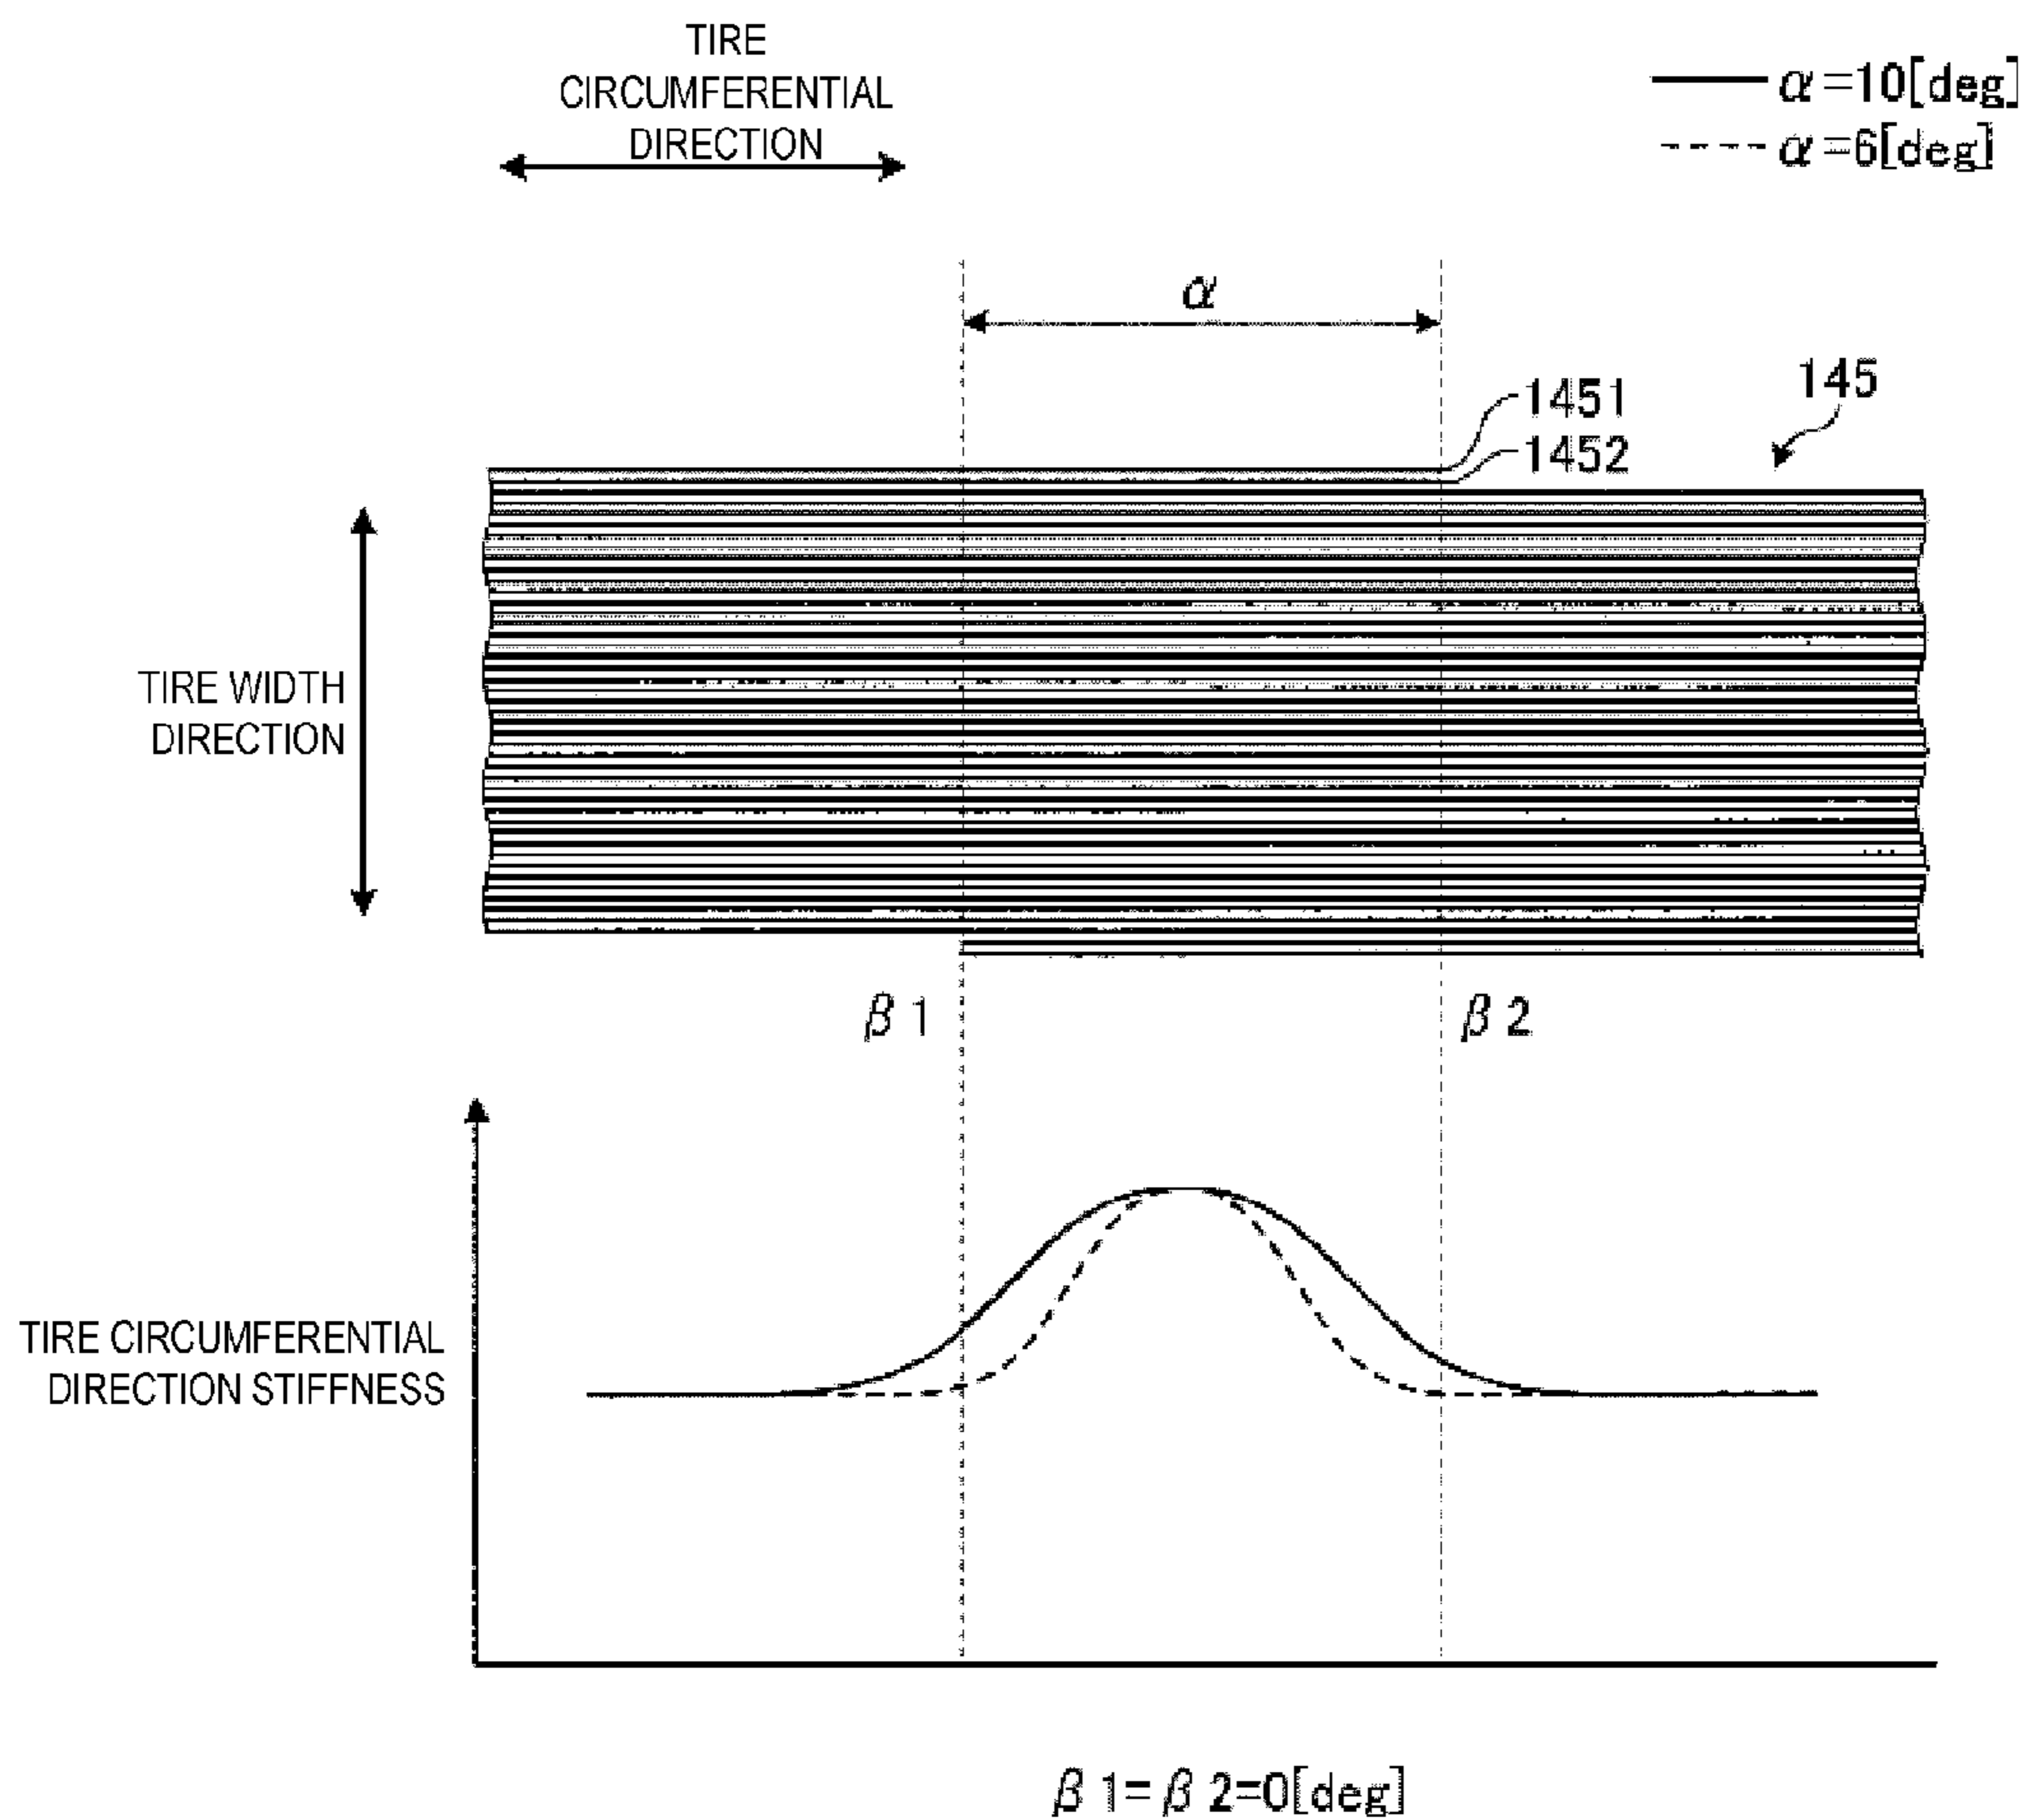 TIRE
CIRCUMFERENTIAL
DIRECTION
α=10[deg]
α=6[deg]
α
1451
1452
145
TIRE WIDTH
DIRECTION
β1
β2
TIRE CIRCUMFERENTIAL
DIRECTION STIFFNESS
β1=β2=0[deg]